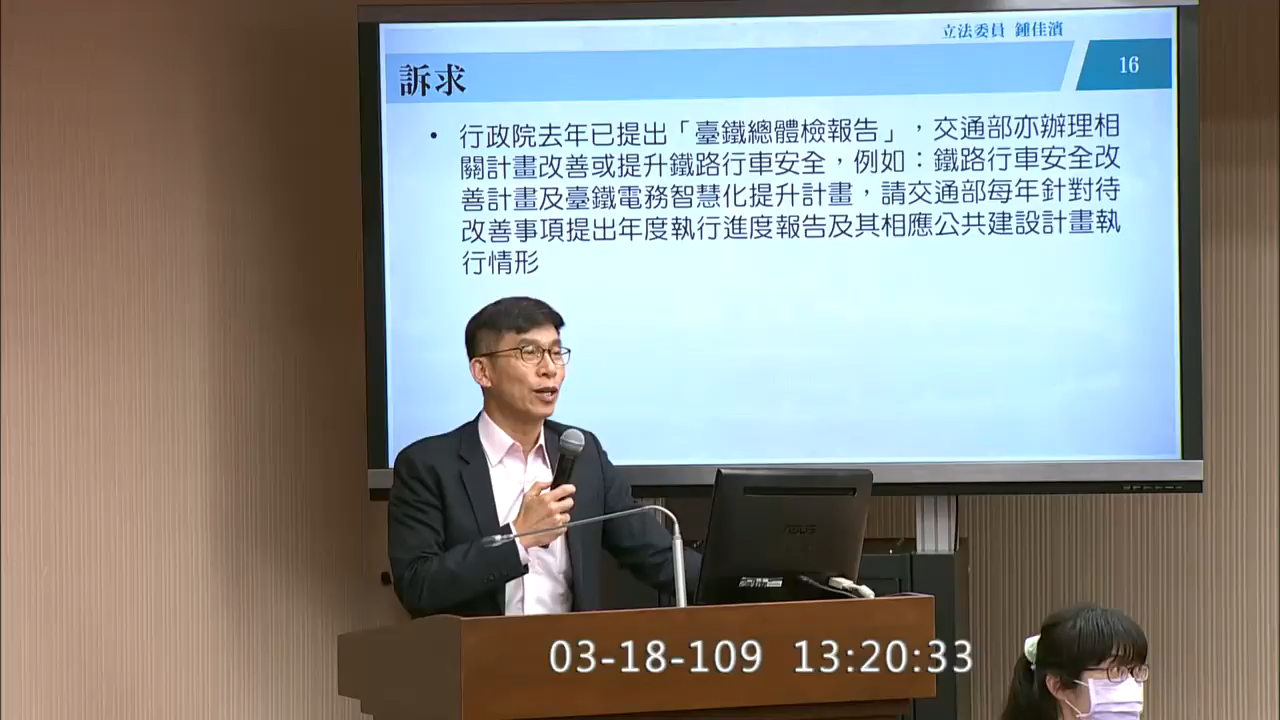 立法委員 鍾佳濱
訴求
16
• 行政院去年已提出「臺鐵總體檢報告」，交通部亦辦理相
關計畫改善或提升鐵路行車安全，例如：鐵路行車安全改
善計畫及臺鐵電務智慧化提升計畫，請交通部每年針對待
改善事項提出年度執行進度報告及其相應公共建設計畫執
行情形
ASUS
03-18-109 13:20:33